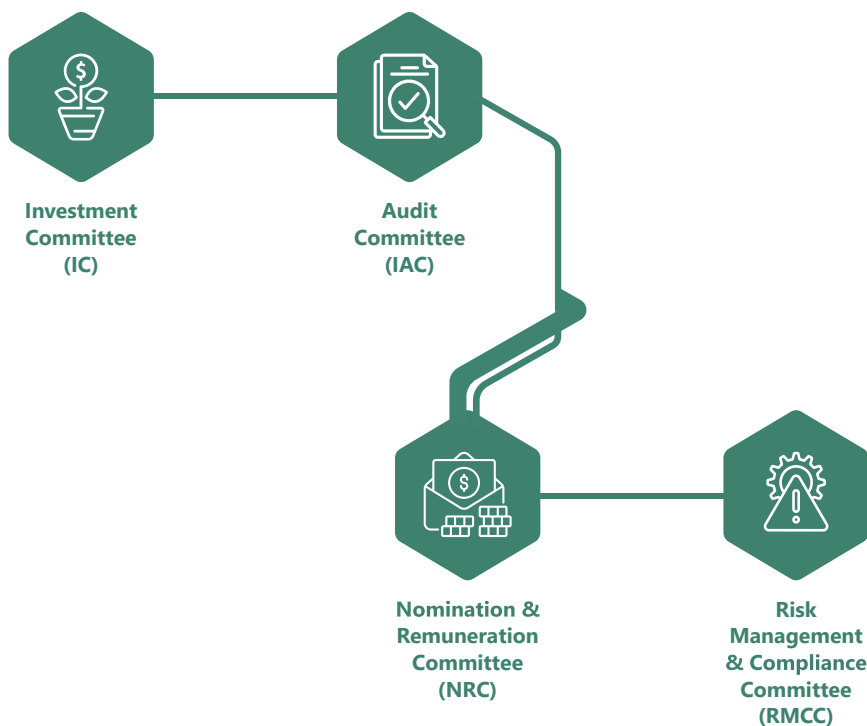 $
Investment
Committee
(IC)
Audit
Committee
(IAC)
$
Nomination &
Remuneration
Committee
(NRC)
Risk
Management
& Compliance
Committee
(RMCC)